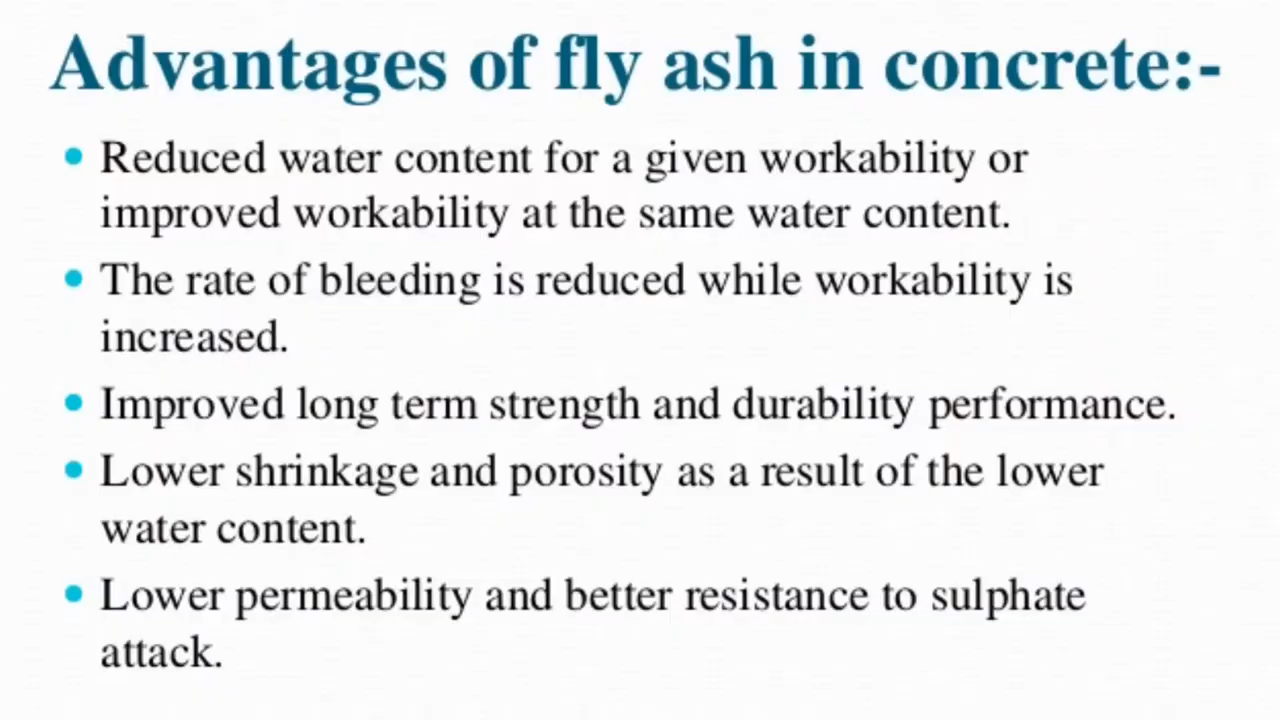 Advantages of fly ash in concrete:-
• Reduced water content for a given workability or
improved workability at the same water content.
• The rate of bleeding is reduced while workability is
increased.
• Improved long term strength and durability performance.
• Lower shrinkage and porosity as a result of the lower
water content.
• Lower permeability and better resistance to sulphate
attack.